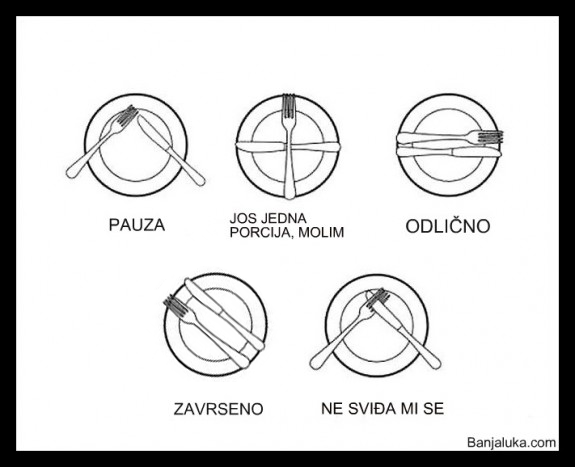 PAUZA
JOS JEDNA
PORCIJA, MOLIM
ODLIČNO
ZAVRSENO
NE SVIĐA MI SE
Banjaluka.com